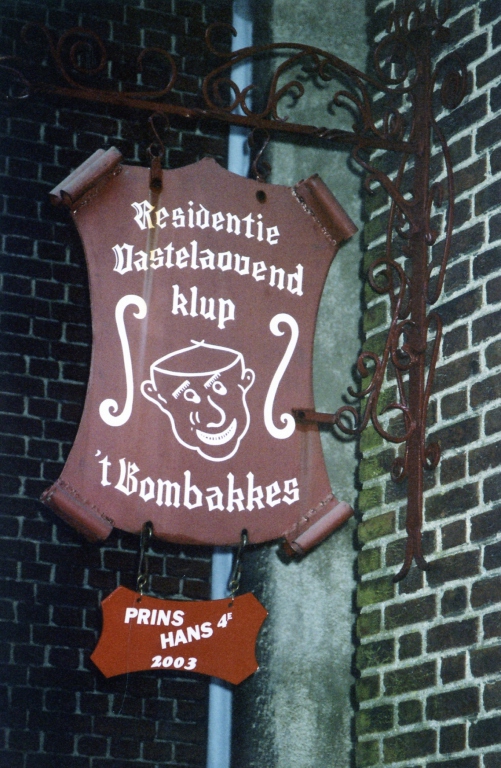 Residentie
Vastelaovend
klup
't Bombakkes
PRINS
HANS 4E
2003